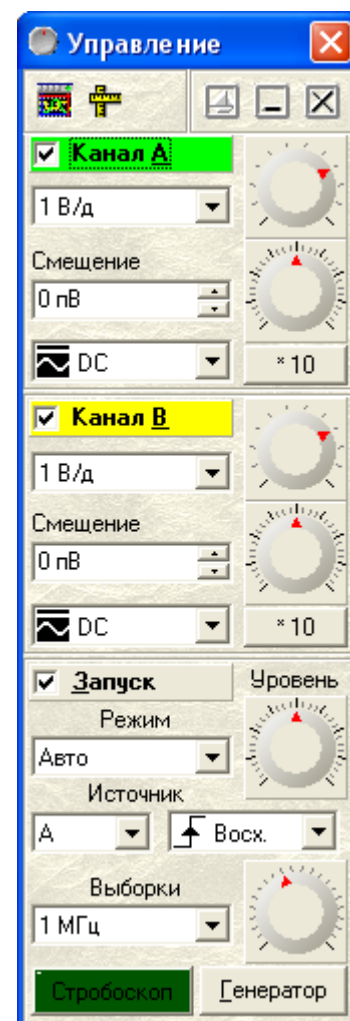 Управление
Канал A
1 В/д
Смещение
0 пВ
DC
* 10
Канал B
1 В/д
Смещение
0 пВ
DC
* 10
Запуск
Уровень
Режим
Авто
Источник
A
Восх.
Выборки
1 МГц
Стробоскоп
Генератор